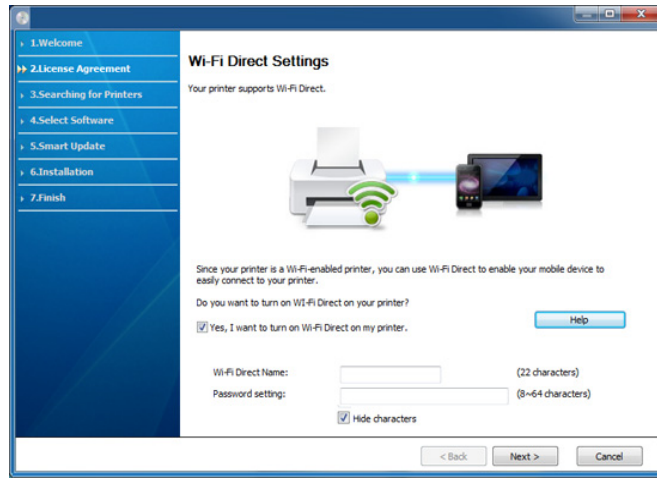 1.Welcome
2.License Agreement
3.Searching for Printers
4.Select Software
5.Smart Update
6.Installation
7.Finish
Wi-Fi Direct Settings
Your printer supports Wi-Fi Direct.
Since your printer is a Wi-Fi-enabled printer, you can use Wi-Fi Direct to enable your mobile device to
easily connect to your printer.
Do you want to turn on WI-Fi Direct on your printer?
Yes, I want to turn on Wi-Fi Direct on my printer.
Help
Wi-Fi Direct Name: (22 characters)
Password setting: (8~64 characters)
Hide characters
< Back Next > Cancel